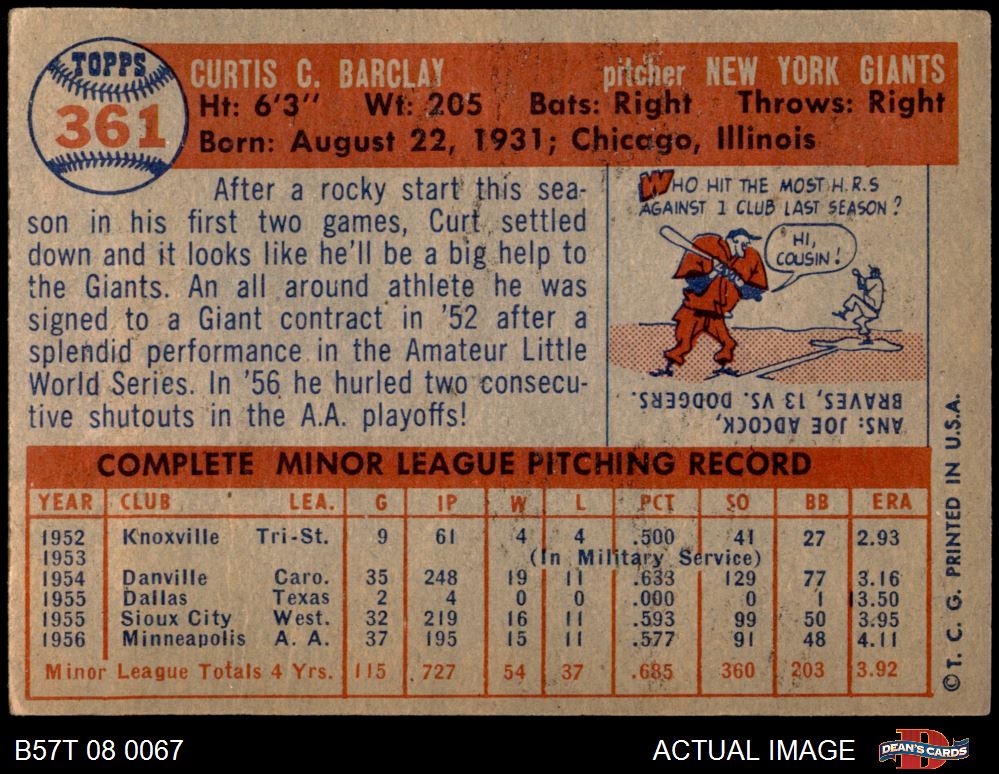 TOPPS
361
CURTIS C. BARCLAY pitcher NEW YORK GIANTS
Ht: 6'3" Wt: 205 Bats: Right Throws: Right
Born: August 22, 1931; Chicago, Illinois
After a rocky start this sea-
son in his first two games, Curt settled
down and it looks like he'll be a big help to
the Giants. An all around athlete he was
signed to a Giant contract in '52 after a
splendid performance in the Amateur Little
World Series. In '56 he hurled two consecu-
tive shutouts in the A.A. playoffs!
WHO HIT THE MOST H.R.S
AGAINST 1 CLUB LAST SEASON?
HI,
COUSIN!
ANS: JOE ADCOCK,
BRAVES, 13 VS. DODGERS.
COMPLETE MINOR LEAGUE PITCHING RECORD
YEAR CLUB LEA. G IP W L PCT SO BB ERA
1952 Knoxville Tri-St. 9 61 4 4 .500 41 27 2.93
1953 (In Military Service)
1954 Danville Caro. 35 248 19 11 .633 129 77 3.16
1955 Dallas Texas 2 4 0 0 .000 0 1 13.50
1955 Sioux City West. 32 219 16 11 .593 99 50 3.95
1956 Minneapolis A. A. 37 195 15 11 .577 91 48 4.11
Minor League Totals 4 Yrs. 115 727 54 37 .685 360 203 3.92
©T. C. G. PRINTED IN U.S.A.
B57T 08 0067 ACTUAL IMAGE DEAN'S CARDS